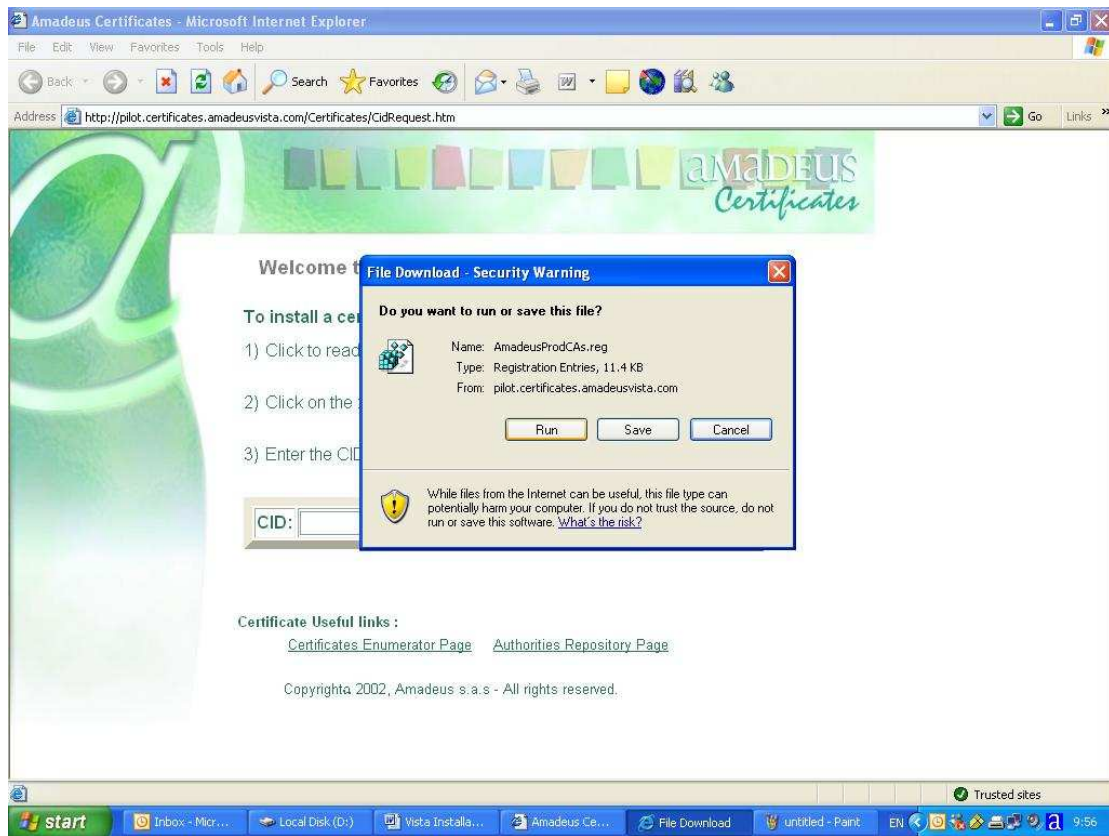 Amadeus Certificates - Microsoft Internet Explorer
File Edit View Favorites Tools Help
Back Search Favorites
Address http://pilot.certificates.amadeusvista.com/Certificates/CidRequest.htm Go Links »
amadeus
Certificates
Welcome t
File Download - Security Warning
Do you want to run or save this file?
Name: AmadeusProdCAs.reg
Type: Registration Entries, 11.4 KB
From: pilot.certificates.amadeusvista.com
Run Save Cancel
While files from the Internet can be useful, this file type can
potentially harm your computer. If you do not trust the source, do not
run or save this software. What's the risk?
To install a cer
1) Click to read
2) Click on the
3) Enter the CID
CID:
Certificate Useful links :
Certificates Enumerator Page Authorities Repository Page
Copyrighta 2002, Amadeus s.a.s - All rights reserved.
Trusted sites
start Inbox - Micr... Local Disk (D:) Vista Installa... Amadeus Ce... File Download untitled - Paint EN a 9:56